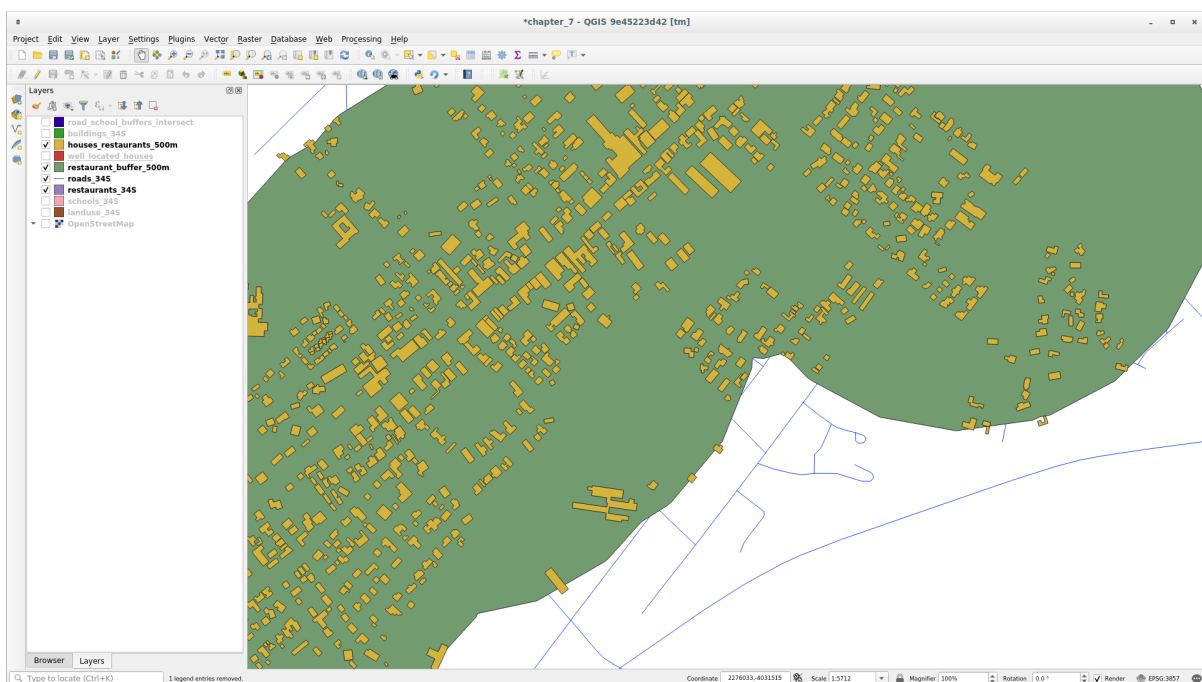 *chapter_7 - QGIS 9e45223d42 [tm]
Project Edit View Layer Settings Plugins Vector Raster Database Web Processing Help
Layers
road_school_buffers_intersect
buildings_34S
houses_restaurants_500m
well_located_houses
restaurant_buffer_500m
roads_34S
restaurants_34S
schools_34S
landuse_34S
OpenStreetMap
Browser Layers
Type to locate (Ctrl+K) 1 legend entries removed. Coordinate 2276033,-4031515 Scale 1:5712 Magnifier 100% Rotation 0.0 ° Render EPSG:3857